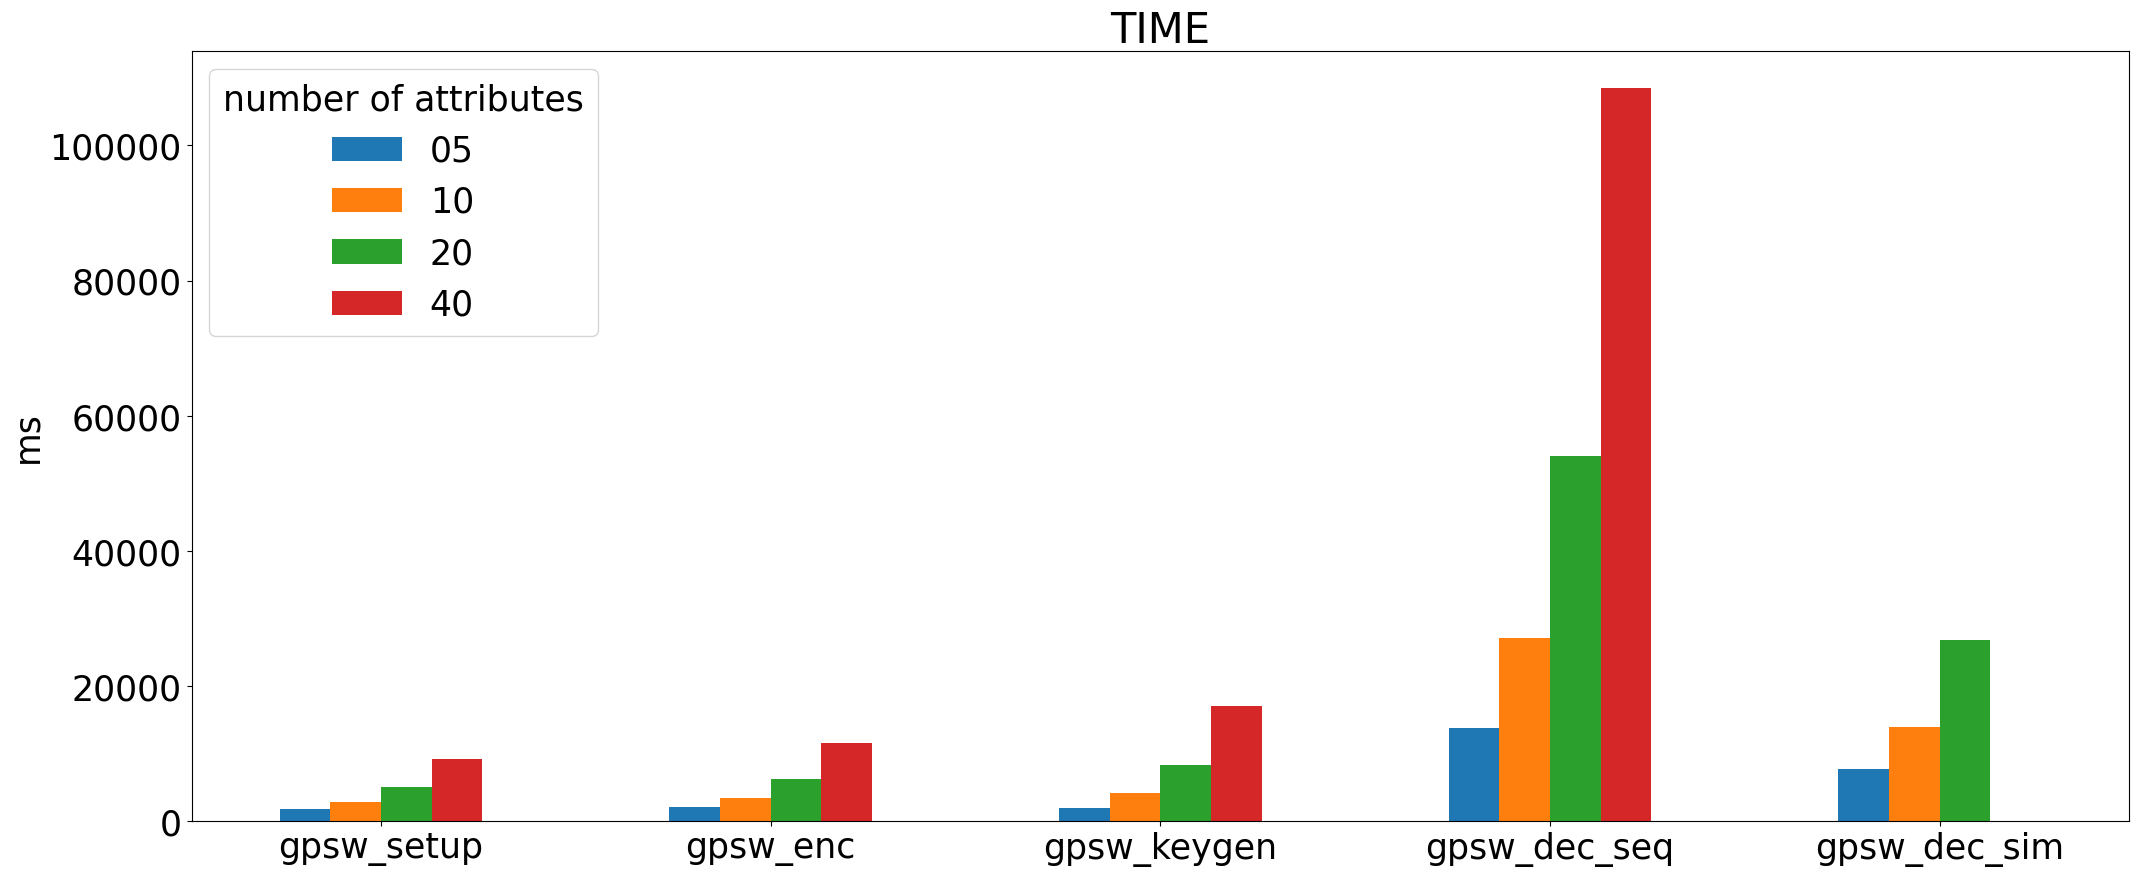 TIME
number of attributes
05
10
20
40
100000
80000
60000
40000
20000
0
ms
gpsw_setup
gpsw_enc
gpsw_keygen
gpsw_dec_seq
gpsw_dec_sim